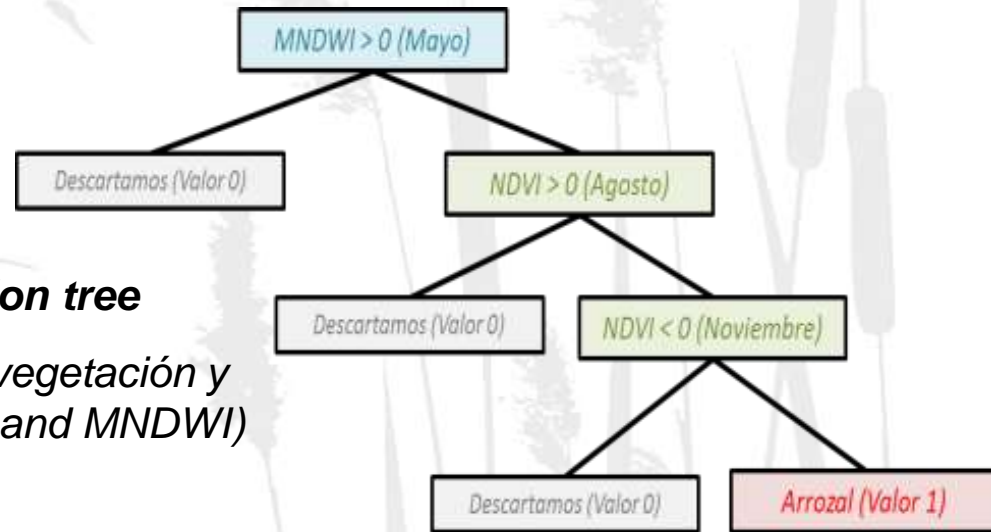 MNDWI > 0 (Mayo)
Descartamos (Valor 0)
NDVI > 0 (Agosto)
on tree
Descartamos (Valor 0)
NDVI < 0 (Noviembre)
vegetación y
and MNDWI)
Descartamos (Valor 0)
Arrozal (Valor 1)